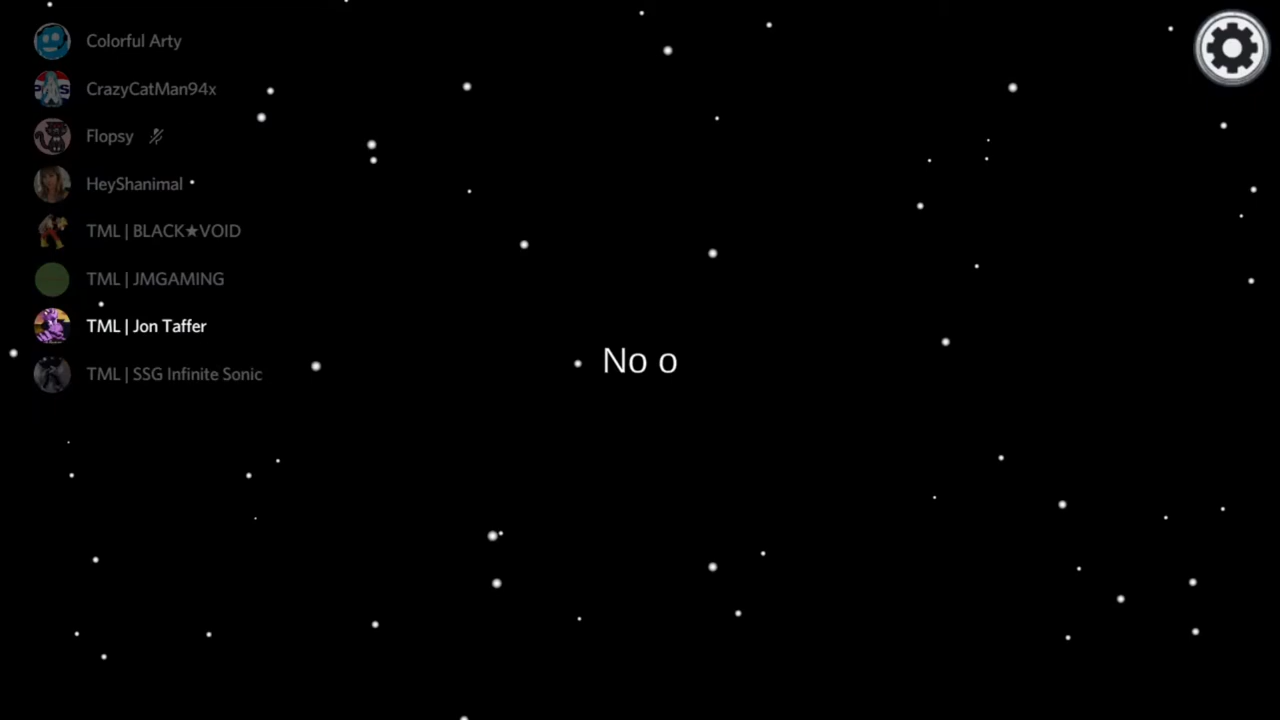 Colorful Arty
CrazyCatMan94x
Flopsy
HeyShanimal
TML | BLACK★VOID
TML | JMGAMING
TML | Jon Taffer
TML | SSG Infinite Sonic
No o